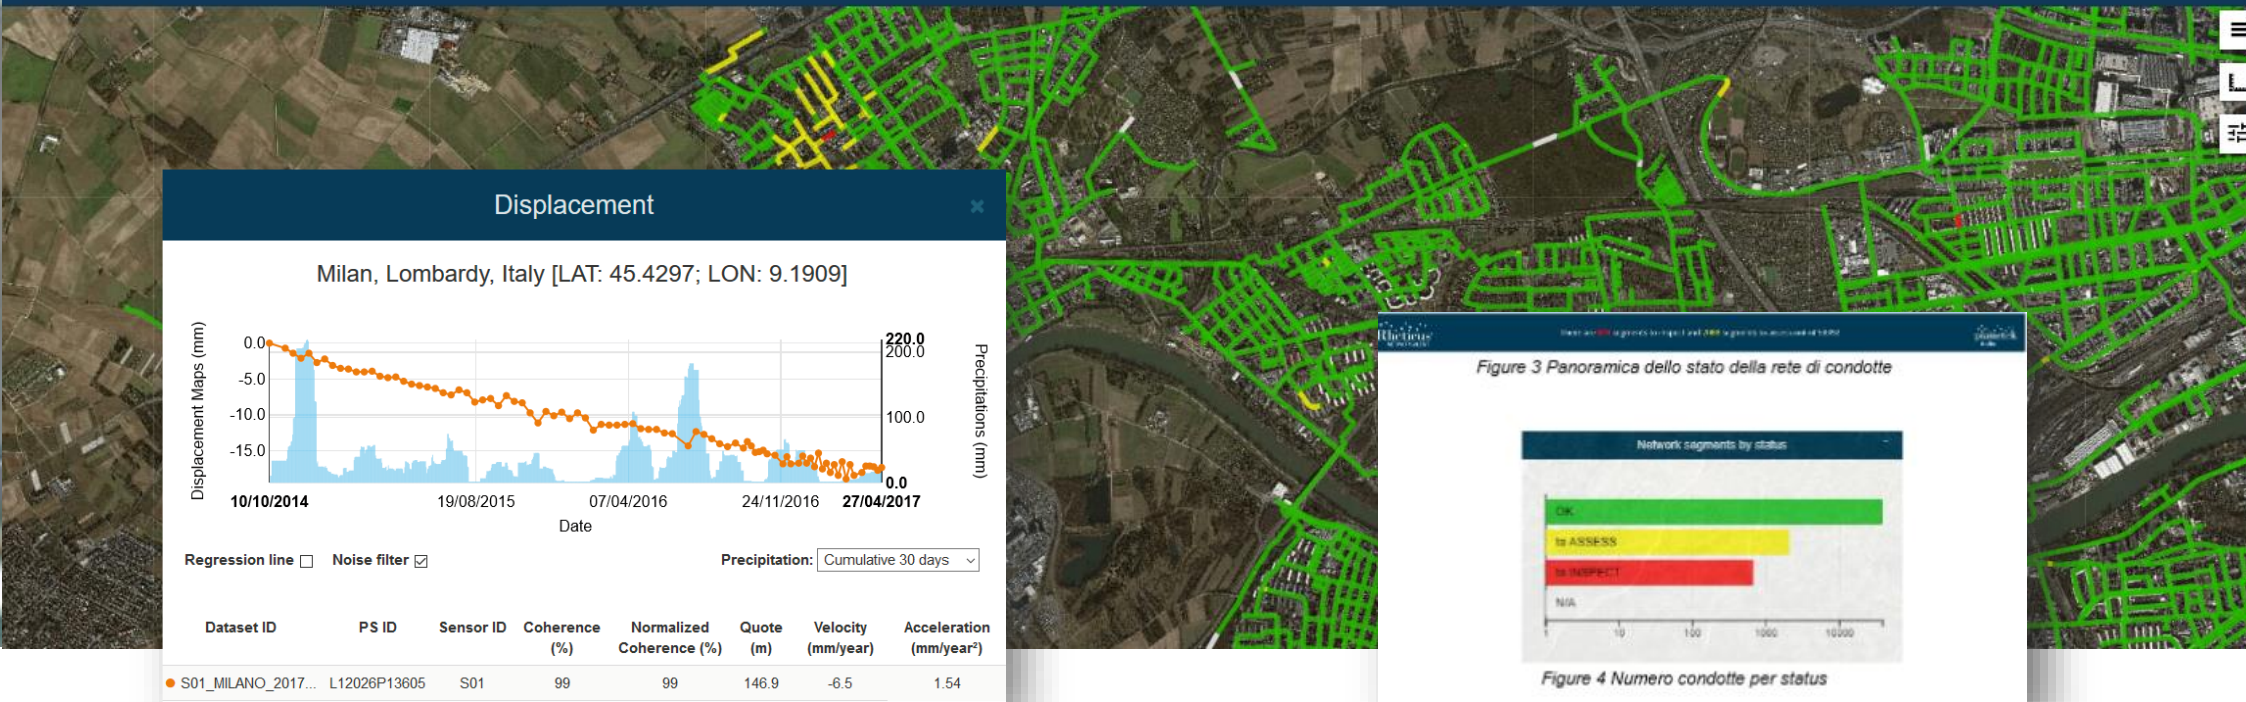 Displacement
Milan, Lombardy, Italy [LAT: 45.4297; LON: 9.1909]
Displacement Maps (mm)
0.0
-5.0
-10.0
-15.0
220.0
200.0
100.0
0.0
Precipitations (mm)
10/10/2014 19/08/2015 07/04/2016 24/11/2016 27/04/2017
Date
Regression line Noise filter Precipitation: Cumulative 30 days
Dataset ID PS ID Sensor ID Coherence (%) Normalized Coherence (%) Quote (m) Velocity (mm/year) Acceleration (mm/year²)
S01_MILANO_2017... L12026P13605 S01 99 99 146.9 -6.5 1.54
Rheticus
Figure 3 Panoramica dello stato della rete di condotte
Network segments by status
OK
to ASSESS
to INSPECT
N/A
1 10 100 1000 10000
Figure 4 Numero condotte per status